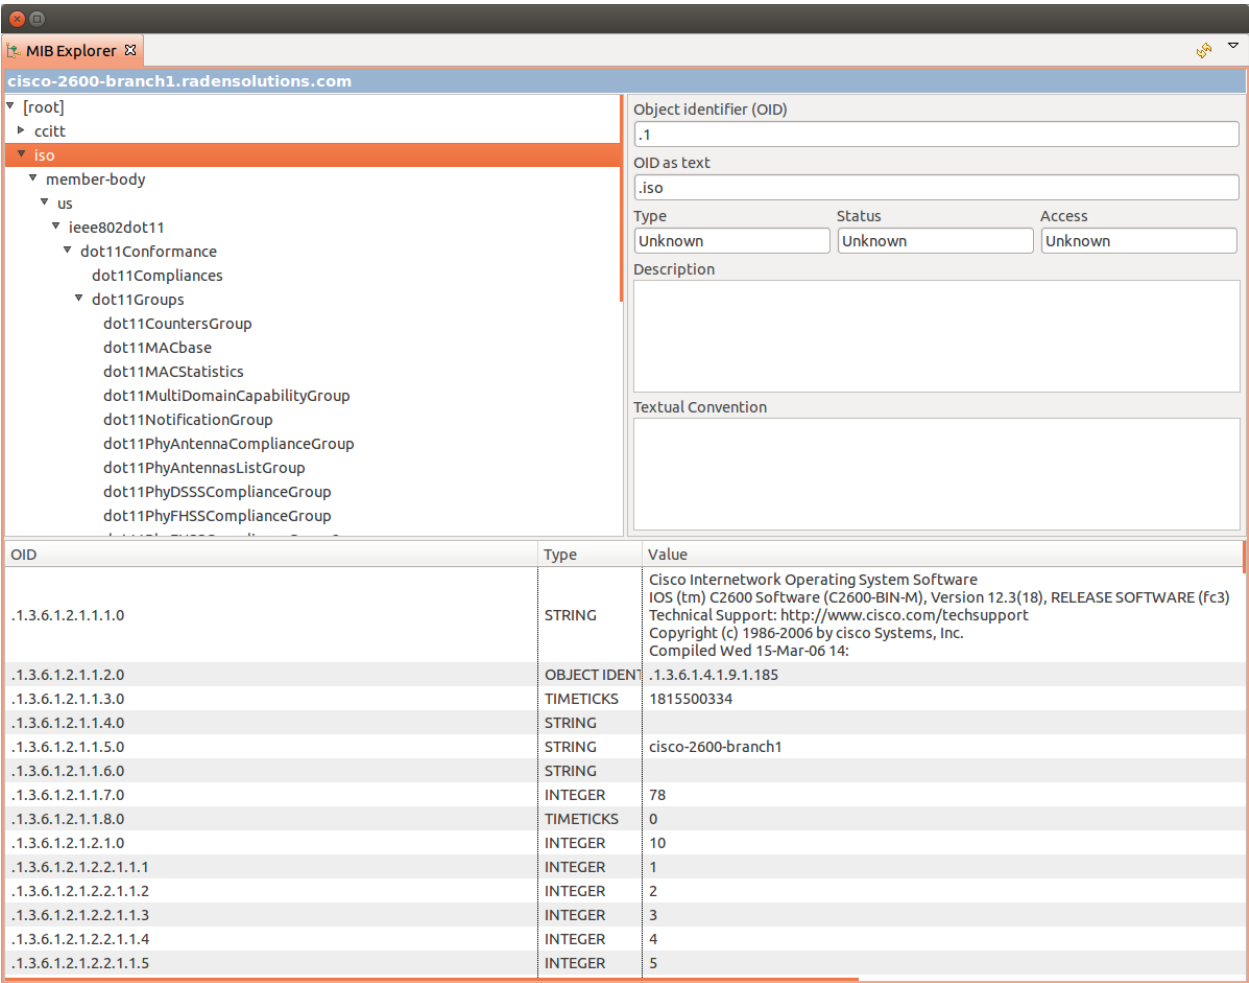 MIB Explorer
cisco-2600-branch1.radensolutions.com
[root]
ccitt
iso
member-body
us
ieee802dot11
dot11Conformance
dot11Compliances
dot11Groups
dot11CountersGroup
dot11MACbase
dot11MACStatistics
dot11MultiDomainCapabilityGroup
dot11NotificationGroup
dot11PhyAntennaComplianceGroup
dot11PhyAntennasListGroup
dot11PhyDSSSComplianceGroup
dot11PhyFHSSComplianceGroup
Object identifier (OID)
.1
OID as text
.iso
Type Status Access
Unknown Unknown Unknown
Description
Textual Convention
OID Type Value
Cisco Internetwork Operating System Software
IOS (tm) C2600 Software (C2600-BIN-M), Version 12.3(18), RELEASE SOFTWARE (fc3)
.1.3.6.1.2.1.1.1.0 STRING Technical Support: http://www.cisco.com/techsupport
Copyright (c) 1986-2006 by cisco Systems, Inc.
Compiled Wed 15-Mar-06 14:
.1.3.6.1.2.1.1.2.0 OBJECT IDENT .1.3.6.1.4.1.9.1.185
.1.3.6.1.2.1.1.3.0 TIMETICKS 1815500334
.1.3.6.1.2.1.1.4.0 STRING
.1.3.6.1.2.1.1.5.0 STRING cisco-2600-branch1
.1.3.6.1.2.1.1.6.0 STRING
.1.3.6.1.2.1.1.7.0 INTEGER 78
.1.3.6.1.2.1.1.8.0 TIMETICKS 0
.1.3.6.1.2.1.2.1.0 INTEGER 10
.1.3.6.1.2.1.2.2.1.1.1 INTEGER 1
.1.3.6.1.2.1.2.2.1.1.2 INTEGER 2
.1.3.6.1.2.1.2.2.1.1.3 INTEGER 3
.1.3.6.1.2.1.2.2.1.1.4 INTEGER 4
.1.3.6.1.2.1.2.2.1.1.5 INTEGER 5